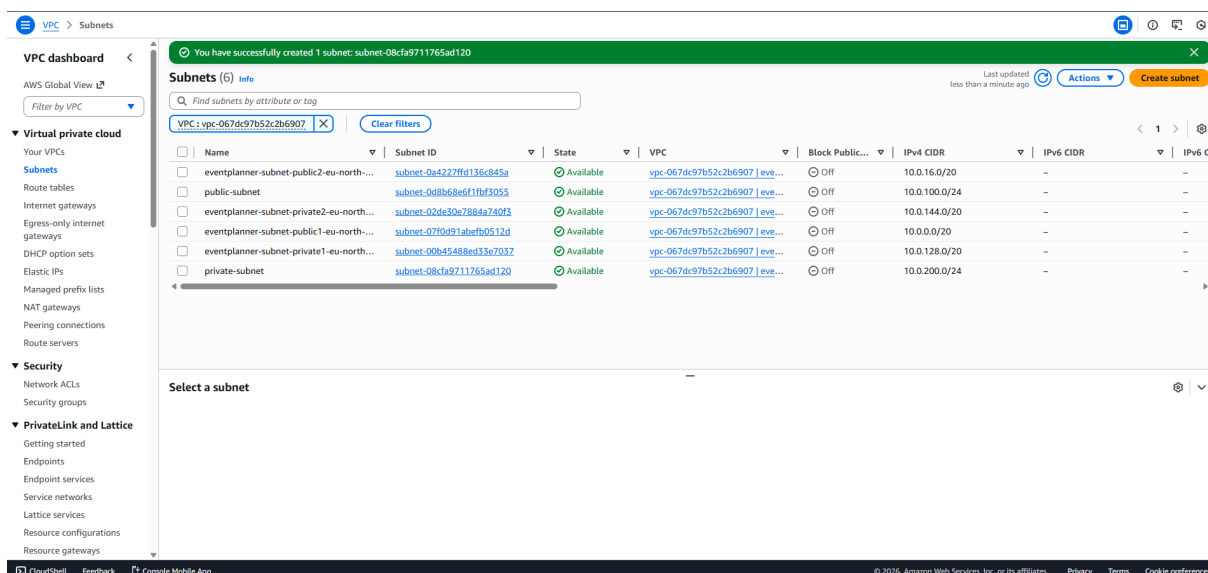 VPC > Subnets
VPC dashboard
AWS Global View
Filter by VPC
Virtual private cloud
Your VPCs
Subnets
Route tables
Internet gateways
Egress-only internet
gateways
DHCP option sets
Elastic IPs
Managed prefix lists
NAT gateways
Peering connections
Route servers
Security
Network ACLs
Security groups
PrivateLink and Lattice
Getting started
Endpoints
Endpoint services
Service networks
Lattice services
Resource configurations
Resource gateways
You have successfully created 1 subnet: subnet-08cfa9711765ad120
Subnets (6) Info
Last updated
less than a minute ago
Actions
Create subnet
Find subnets by attribute or tag
VPC : vpc-067dc97b52c2b6907
Clear filters
1
Name Subnet ID State VPC Block Public... IPv4 CIDR IPv6 CIDR IPv6 C
eventplanner-subnet-public2-eu-north-... subnet-0a4227ffd136c845a Available vpc-067dc97b52c2b6907 | eve... Off 10.0.16.0/20 –  –
public-subnet subnet-0d8b68e6f1fbf3055 Available vpc-067dc97b52c2b6907 | eve... Off 10.0.100.0/24 – –
eventplanner-subnet-private2-eu-north... subnet-02de30e7884a740f3 Available vpc-067dc97b52c2b6907 | eve... Off 10.0.144.0/20 – –
eventplanner-subnet-public1-eu-north-... subnet-07f0d91abefb0512d Available vpc-067dc97b52c2b6907 | eve... Off 10.0.0.0/20 – –
eventplanner-subnet-private1-eu-north... subnet-00b45488ed33e7037 Available vpc-067dc97b52c2b6907 | eve... Off 10.0.128.0/20 – –
private-subnet subnet-08cfa9711765ad120 Available vpc-067dc97b52c2b6907 | eve... Off 10.0.200.0/24 – –
Select a subnet
CloudShell Feedback Console Mobile App © 2026, Amazon Web Services, Inc. or its affiliates. Privacy Terms Cookie preference